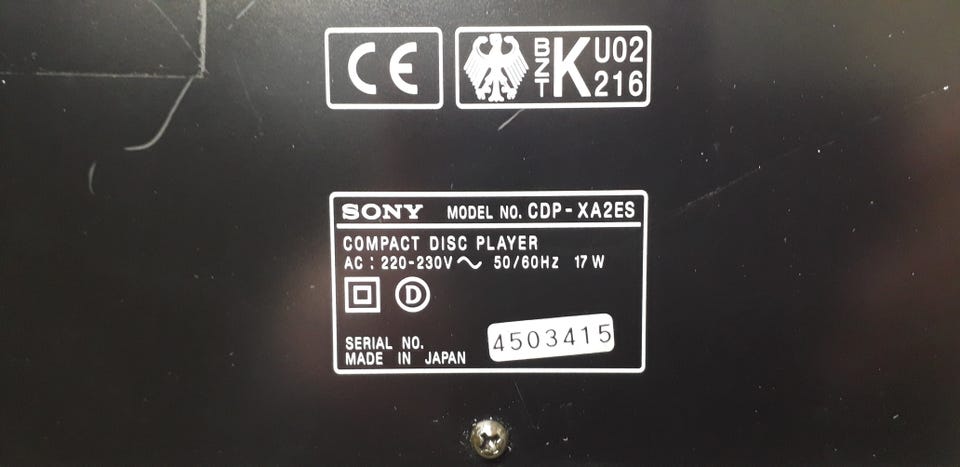 CE
BZT K U02 216
SONY MODEL NO. CDP-XA2ES
COMPACT DISC PLAYER
AC : 220-230V ~ 50/60Hz 17 W
D
SERIAL NO. 4503415
MADE IN JAPAN